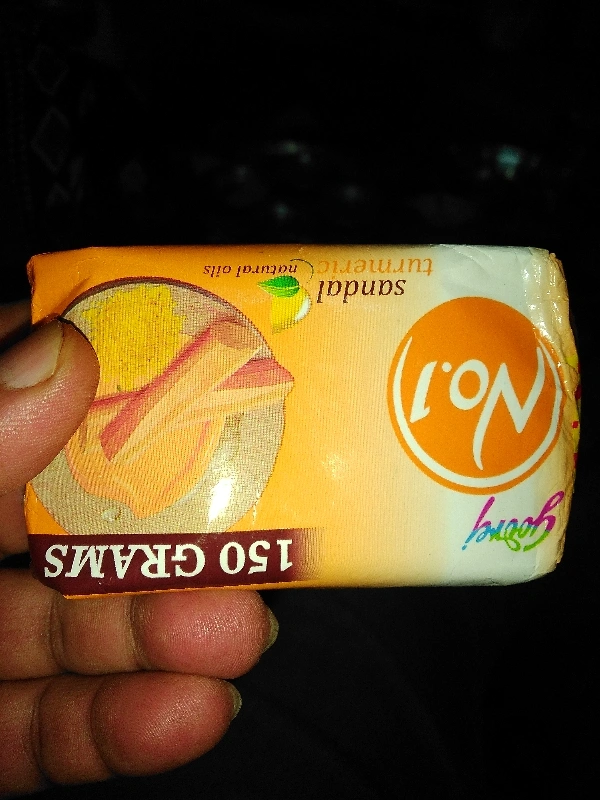 Godrej
No.1
sandal
turmeric
natural oils
150 GRAMS